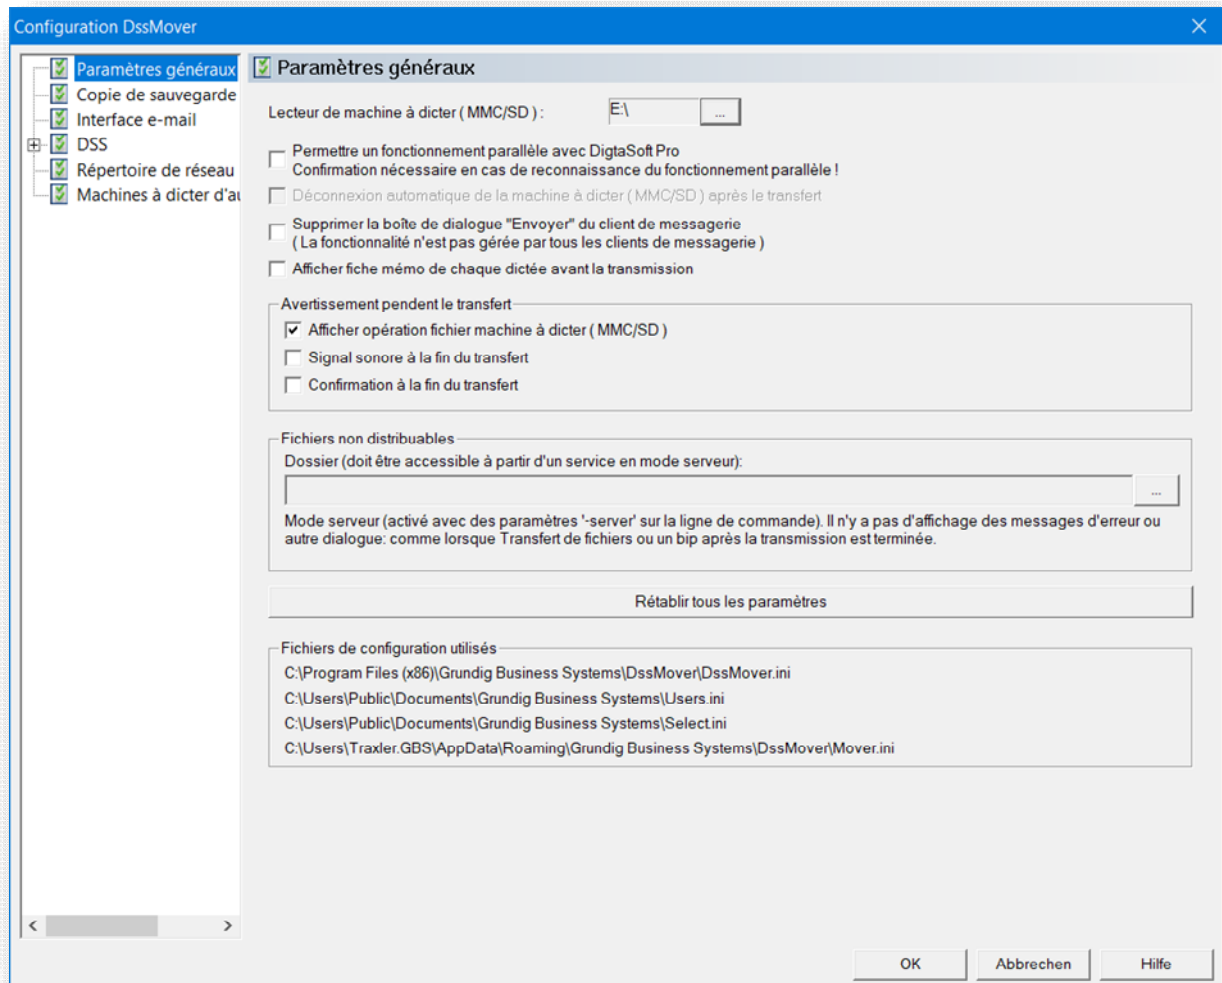 Configuration DssMover
Paramètres généraux
Copie de sauvegarde
Interface e-mail
DSS
Répertoire de réseau
Machines à dicter d'au
Paramètres généraux
Lecteur de machine à dicter ( MMC/SD ) :
E:\
...
Permettre un fonctionnement parallèle avec DigtaSoft Pro
Confirmation nécessaire en cas de reconnaissance du fonctionnement parallèle !
Déconnexion automatique de la machine à dicter ( MMC/SD ) après le transfert
Supprimer la boîte de dialogue "Envoyer" du client de messagerie
( La fonctionnalité n'est pas gérée par tous les clients de messagerie )
Afficher fiche mémo de chaque dictée avant la transmission
Avertissement pendent le transfert
Afficher opération fichier machine à dicter ( MMC/SD )
Signal sonore à la fin du transfert
Confirmation à la fin du transfert
Fichiers non distribuables
Dossier (doit être accessible à partir d'un service en mode serveur):
...
Mode serveur (activé avec des paramètres '-server' sur la ligne de commande). Il n'y a pas d'affichage des messages d'erreur ou
autre dialogue: comme lorsque Transfert de fichiers ou un bip après la transmission est terminée.
Rétablir tous les paramètres
Fichiers de configuration utilisés
C:\Program Files (x86)\Grundig Business Systems\DssMover\DssMover.ini
C:\Users\Public\Documents\Grundig Business Systems\Users.ini
C:\Users\Public\Documents\Grundig Business Systems\Select.ini
C:\Users\Traxler.GBS\AppData\Roaming\Grundig Business Systems\DssMover\Mover.ini
OK
Abbrechen
Hilfe